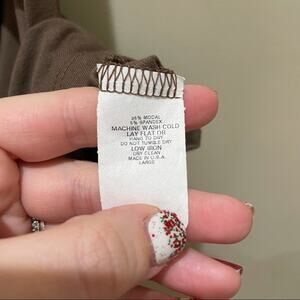 95% MODAL
5% SPANDEX
MACHINE WASH COLD
LAY FLAT OR
HANG TO DRY
DO NOT TUMBLE DRY
LOW IRON
DRY CLEAN
MADE IN U.S.A.
LARGE